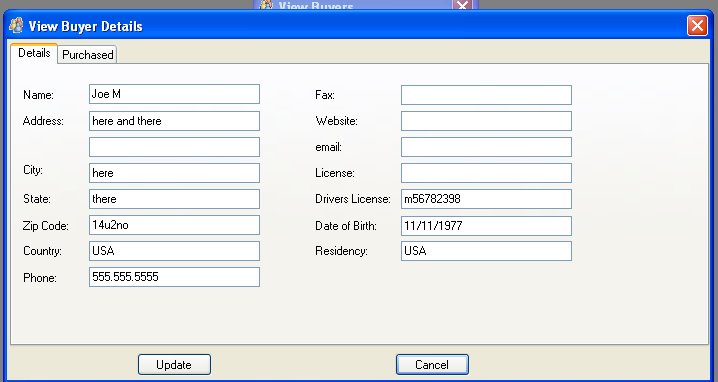 View Buyers
View Buyer Details
Details Purchased
Name: Joe M
Address: here and there
City: here
State: there
Zip Code: 14u2no
Country: USA
Phone: 555.555.5555
Fax:
Website:
email:
License:
Drivers License: m56782398
Date of Birth: 11/11/1977
Residency: USA
Update Cancel